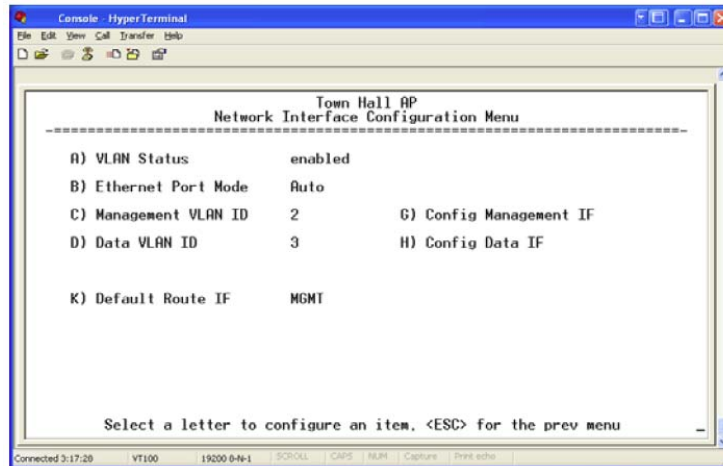 Console - HyperTerminal
File Edit View Call Transfer Help
Town Hall AP
Network Interface Configuration Menu
-==========================================================================-
A) VLAN Status enabled
B) Ethernet Port Mode Auto
C) Management VLAN ID 2 G) Config Management IF
D) Data VLAN ID 3 H) Config Data IF
K) Default Route IF MGMT
Select a letter to configure an item, <ESC> for the prev menu
Connected 3:17:28 VT100 19200 8-N-1 SCROLL CAPS NUM Capture Print echo